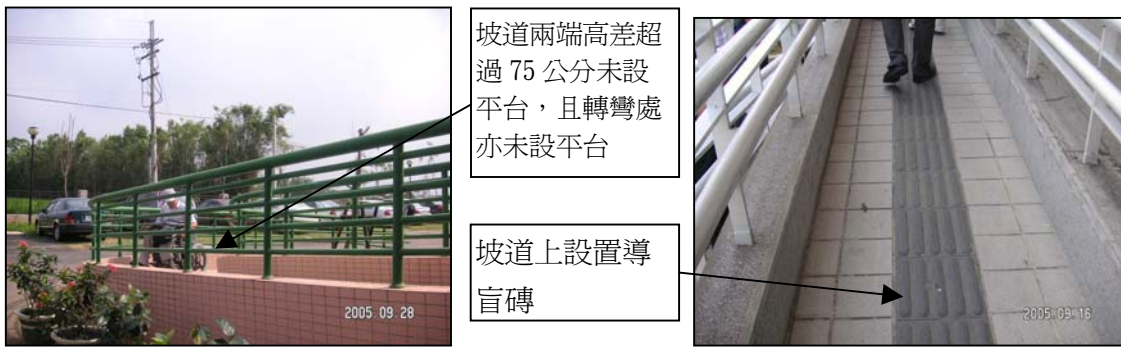 坡道兩端高差超
過 75 公分未設
平台，且轉彎處
亦未設平台
2005.09.28
坡道上設置導
盲磚
2005.09.16